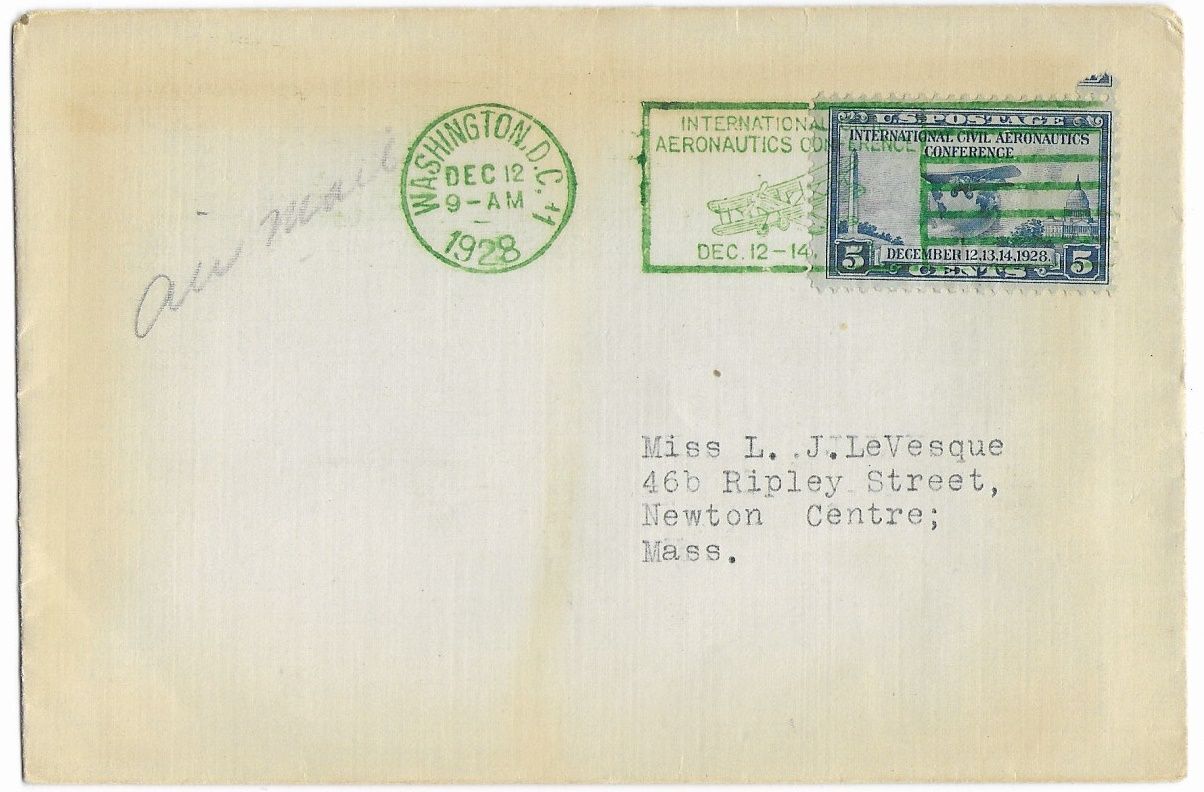 Air Mail
WASHINGTON, D.C. 11
DEC 12
9-AM
1928
INTERNATIONAL
AERONAUTICS CONFERENCE
DEC. 12-14,
U.S. POSTAGE
INTERNATIONAL CIVIL AERONAUTICS
CONFERENCE
5 DECEMBER 12,13,14,1928. 5
CENTS
Miss L. .J.LeVesque
46b Ripley Street,
Newton Centre;
Mass.